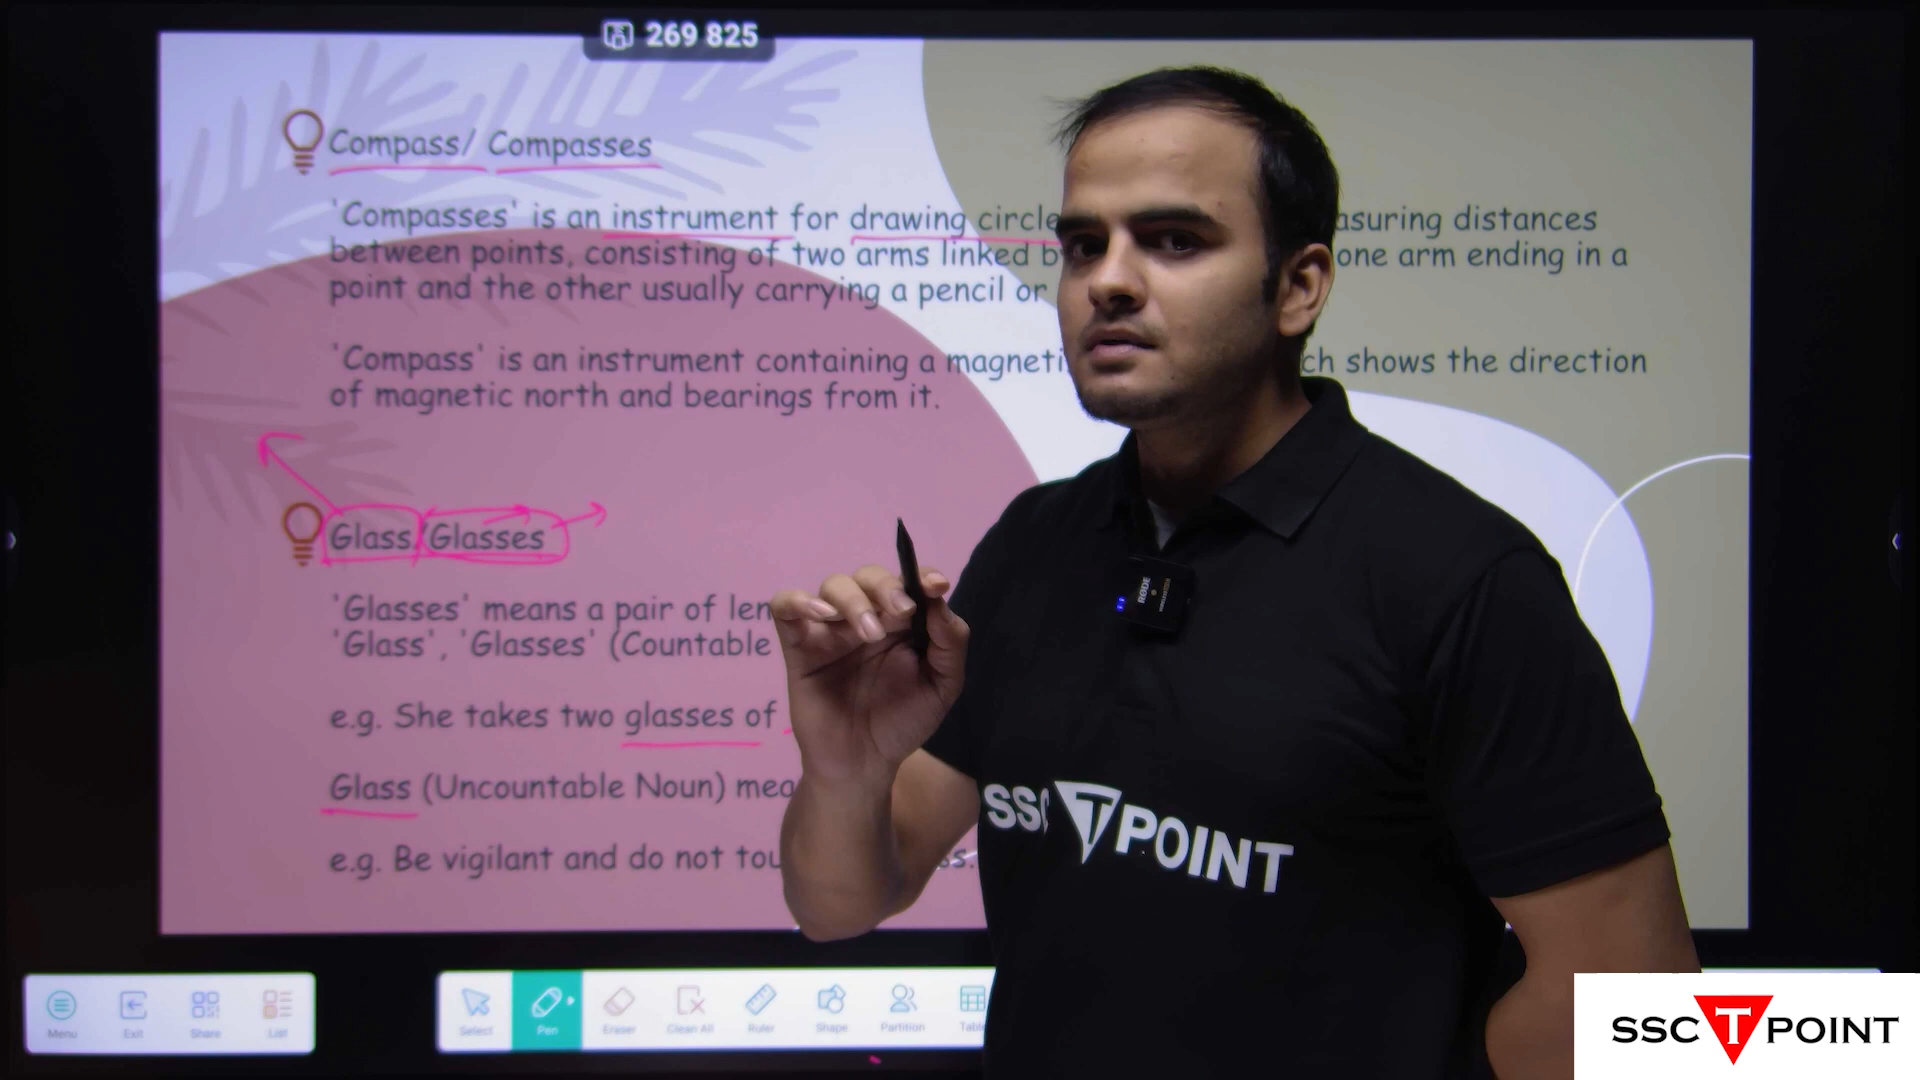 269 825
Compass/ Compasses
'Compasses' is an instrument for drawing circle asuring distances
between points, consisting of two arms linked by one arm ending in a
point and the other usually carrying a pencil or
'Compass' is an instrument containing a magneti ch shows the direction
of magnetic north and bearings from it.
Glass/Glasses
'Glasses' means a pair of len
'Glass', 'Glasses' (Countable
e.g. She takes two glasses of
Glass (Uncountable Noun) mea
e.g. Be vigilant and do not tou ss.
RØDE
SSC T POINT
Menu Exit Share List Select Pen Eraser Clean All Ruler Shape Partition Table
SSC T POINT